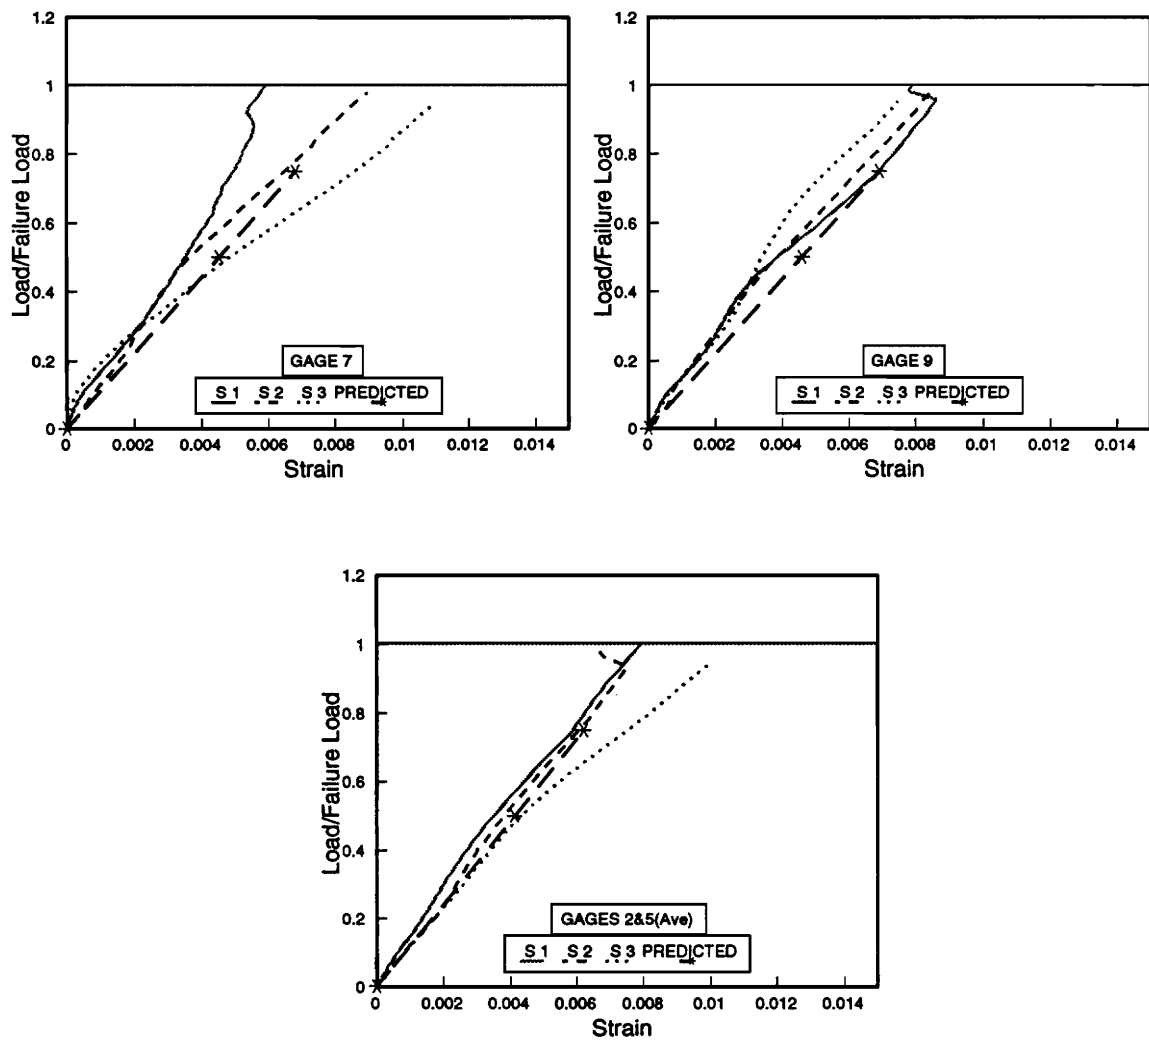 1.2
1
0.8
0.6
0.4
0.2
0
Load/Failure Load
GAGE 7
S 1 S 2 S 3 PREDICTED
0 0.002 0.004 0.006 0.008 0.01 0.012 0.014
Strain
1.2
1
0.8
0.6
0.4
0.2
0
Load/Failure Load
GAGE 9
S 1 S 2 S 3 PREDICTED
0 0.002 0.004 0.006 0.008 0.01 0.012 0.014
Strain
1.2
1
0.8
0.6
0.4
0.2
0
Load/Failure Load
GAGES 2&5(Ave)
S 1 S 2 S 3 PREDICTED
0 0.002 0.004 0.006 0.008 0.01 0.012 0.014
Strain